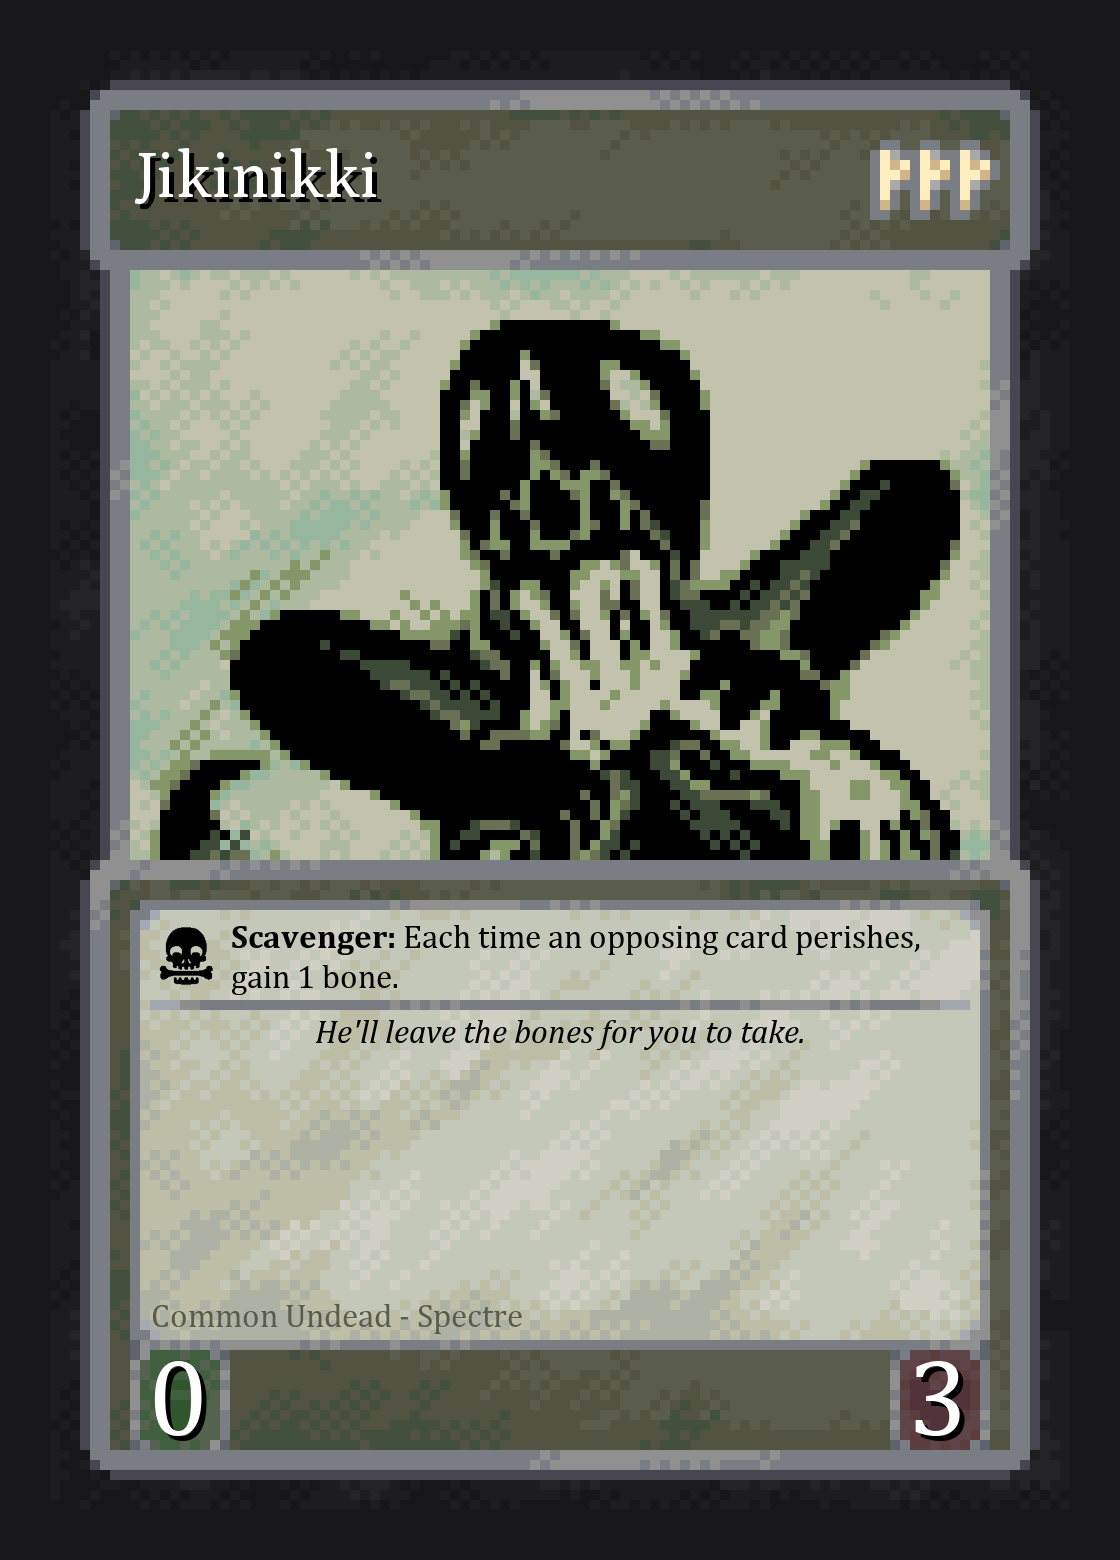 Jikinikki
Scavenger: Each time an opposing card perishes,
gain 1 bone.
He'll leave the bones for you to take.
Common Undead - Spectre
0
3